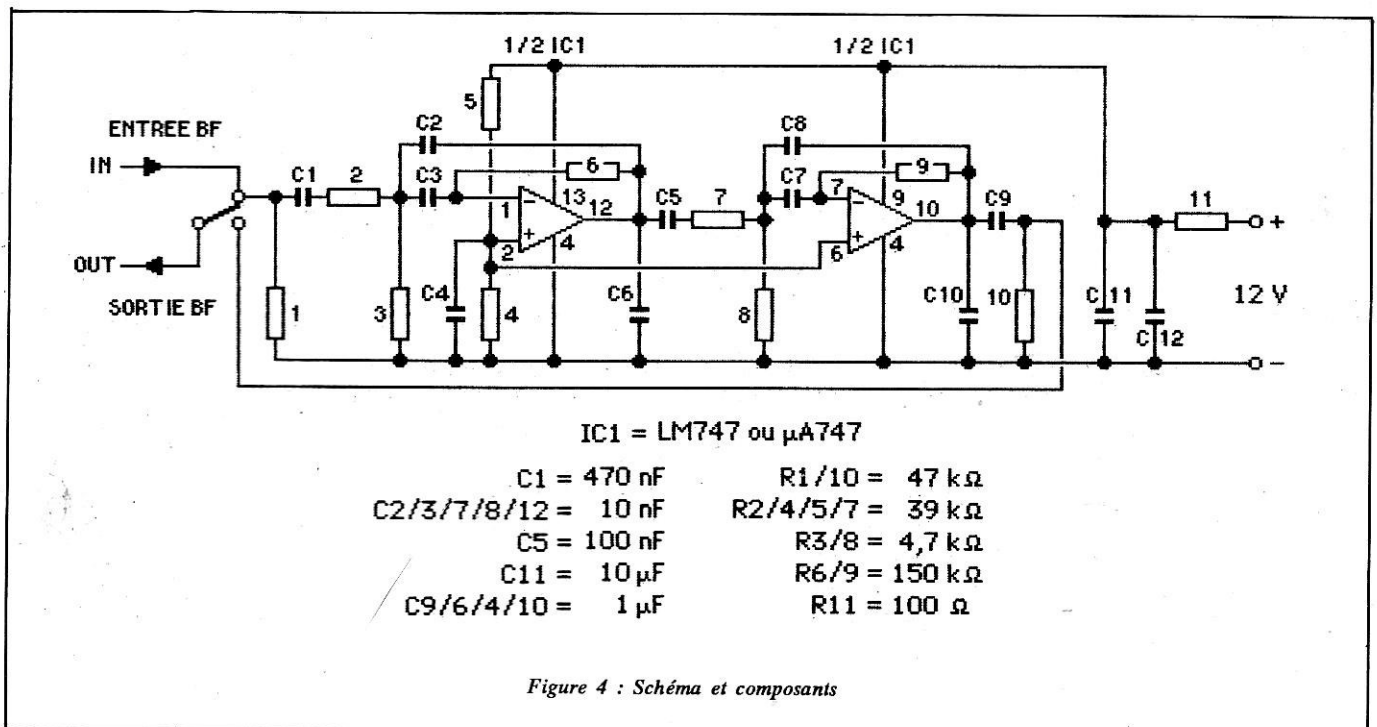 1/2 IC1 1/2 IC1
5
ENTREE BF
IN
C1 2
C2
C3
6
1
2
13
12
4
C5 7
C8
C7
9
7
6
9
10
4
C9
11
+
12 V
OUT
SORTIE BF
1
3
C4
4
C6
8
C10
10
C 11
C 12
−
+
−
+
−
IC1 = LM747 ou µA747
C1 = 470 nF R1/10 = 47 kΩ
C2/3/7/8/12 = 10 nF R2/4/5/7 = 39 kΩ
C5 = 100 nF R3/8 = 4,7 kΩ
C11 = 10 µF R6/9 = 150 kΩ
C9/6/4/10 = 1 µF R11 = 100 Ω
Figure 4 : Schéma et composants